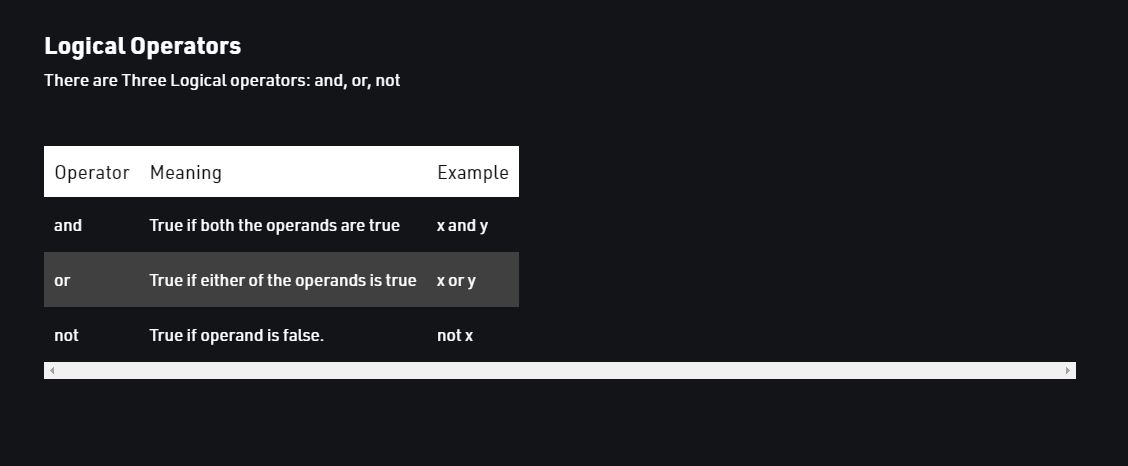 Logical Operators
There are Three Logical operators: and, or, not
Operator Meaning Example
and True if both the operands are true x and y
or True if either of the operands is true x or y
not True if operand is false. not x